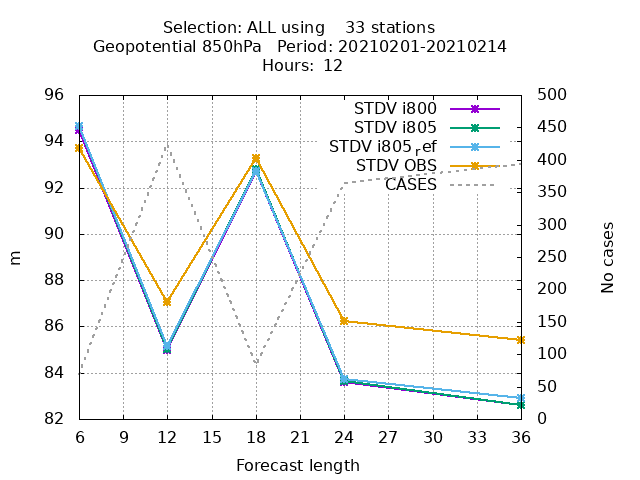 Selection: ALL using    33 stations
Geopotential 850hPa   Period: 20210201-20210214
Hours:  12
96
94
92
90
88
86
84
82
500
450
400
350
300
250
200
150
100
50
0
STDV i800
STDV i805
STDV i805_ref
STDV OBS
CASES
m
No cases
6 9 12 15 18 21 24 27 30 33 36
Forecast length